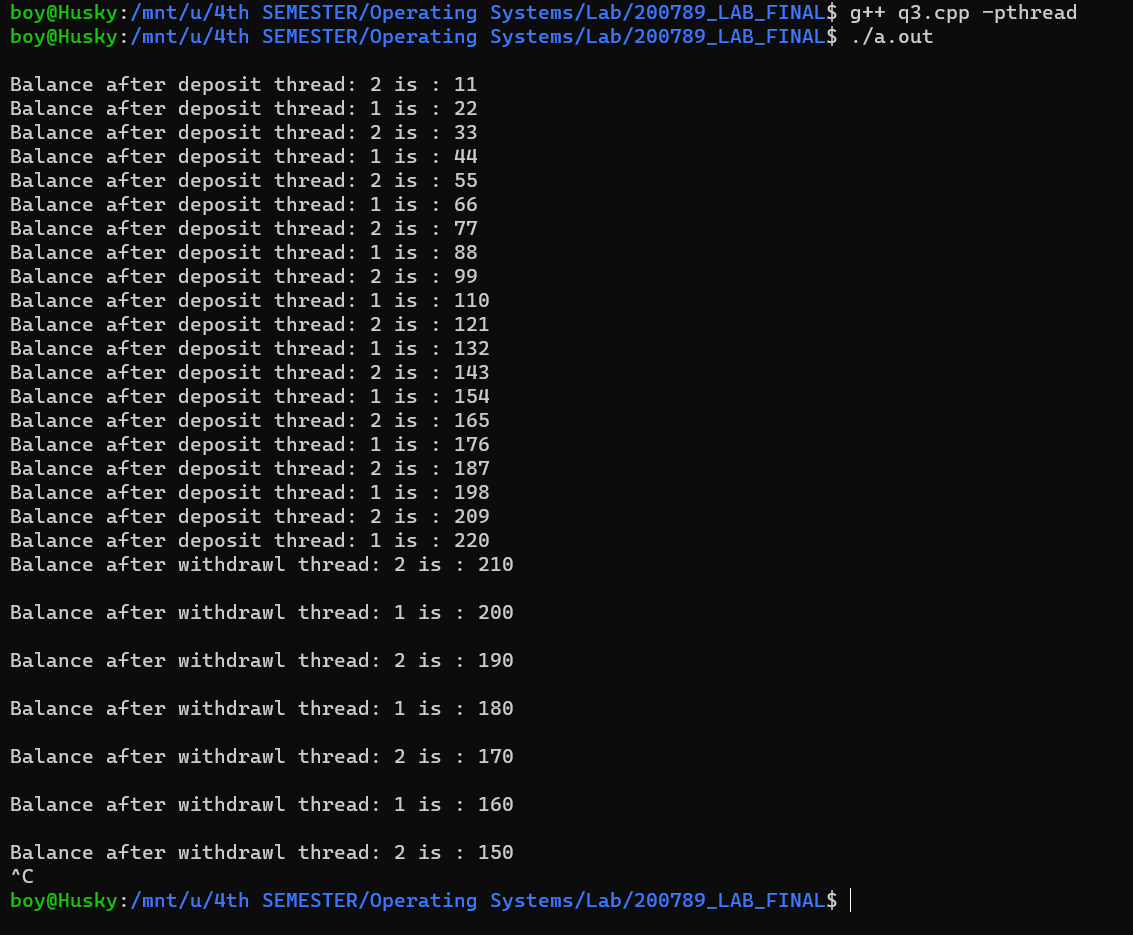 boy@Husky:/mnt/u/4th SEMESTER/Operating Systems/Lab/200789_LAB_FINAL$ g++ q3.cpp -pthread
boy@Husky:/mnt/u/4th SEMESTER/Operating Systems/Lab/200789_LAB_FINAL$ ./a.out
Balance after deposit thread: 2 is : 11
Balance after deposit thread: 1 is : 22
Balance after deposit thread: 2 is : 33
Balance after deposit thread: 1 is : 44
Balance after deposit thread: 2 is : 55
Balance after deposit thread: 1 is : 66
Balance after deposit thread: 2 is : 77
Balance after deposit thread: 1 is : 88
Balance after deposit thread: 2 is : 99
Balance after deposit thread: 1 is : 110
Balance after deposit thread: 2 is : 121
Balance after deposit thread: 1 is : 132
Balance after deposit thread: 2 is : 143
Balance after deposit thread: 1 is : 154
Balance after deposit thread: 2 is : 165
Balance after deposit thread: 1 is : 176
Balance after deposit thread: 2 is : 187
Balance after deposit thread: 1 is : 198
Balance after deposit thread: 2 is : 209
Balance after deposit thread: 1 is : 220
Balance after withdrawl thread: 2 is : 210
Balance after withdrawl thread: 1 is : 200
Balance after withdrawl thread: 2 is : 190
Balance after withdrawl thread: 1 is : 180
Balance after withdrawl thread: 2 is : 170
Balance after withdrawl thread: 1 is : 160
Balance after withdrawl thread: 2 is : 150
^C
boy@Husky:/mnt/u/4th SEMESTER/Operating Systems/Lab/200789_LAB_FINAL$